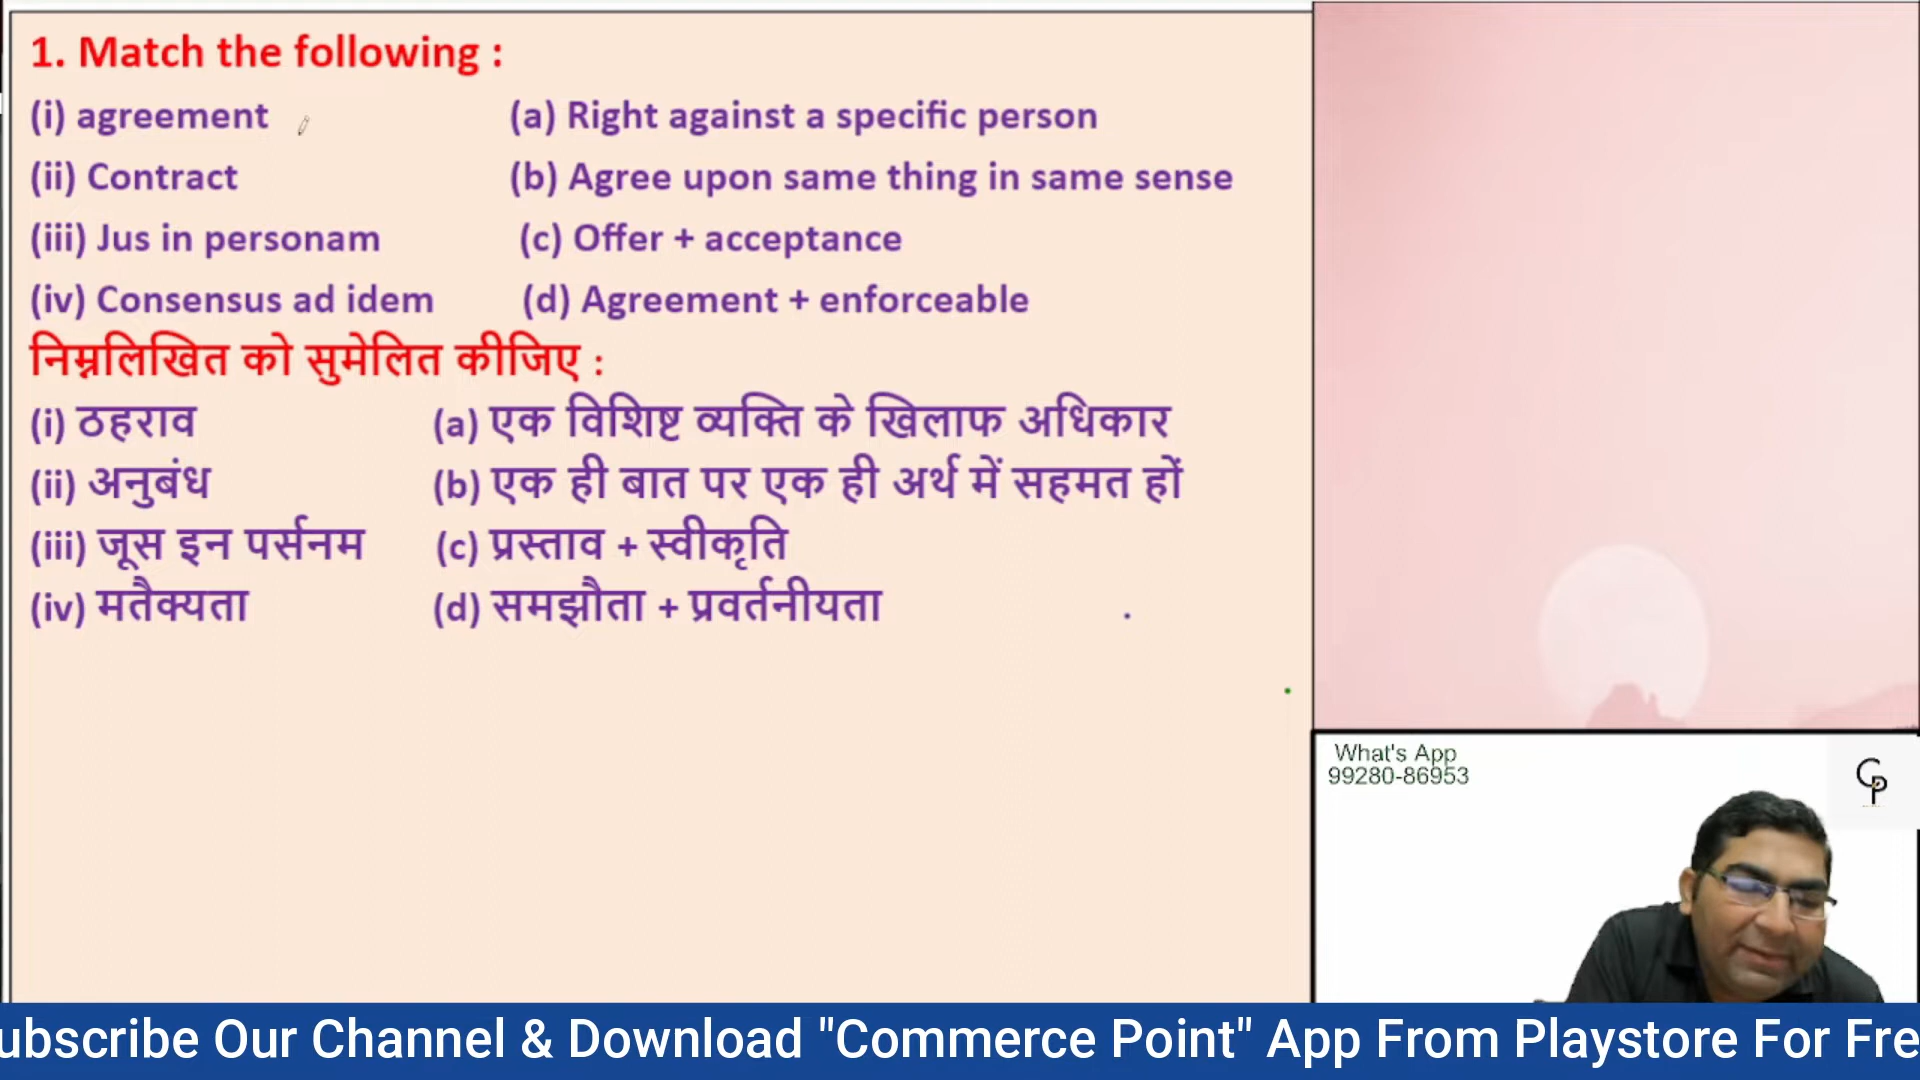 1. Match the following :
(i) agreement (a) Right against a specific person
(ii) Contract (b) Agree upon same thing in same sense
(iii) Jus in personam (c) Offer + acceptance
(iv) Consensus ad idem (d) Agreement + enforceable
निम्नलिखित को सुमेलित कीजिए :
(i) ठहराव (a) एक विशिष्ट व्यक्ति के खिलाफ अधिकार
(ii) अनुबंध (b) एक ही बात पर एक ही अर्थ में सहमत हों
(iii) जूस इन पर्सनम (c) प्रस्ताव + स्वीकृति
(iv) मतैक्यता (d) समझौता + प्रवर्तनीयता
What's App
99280-86953
CP
ubscribe Our Channel & Download "Commerce Point" App From Playstore For Fre